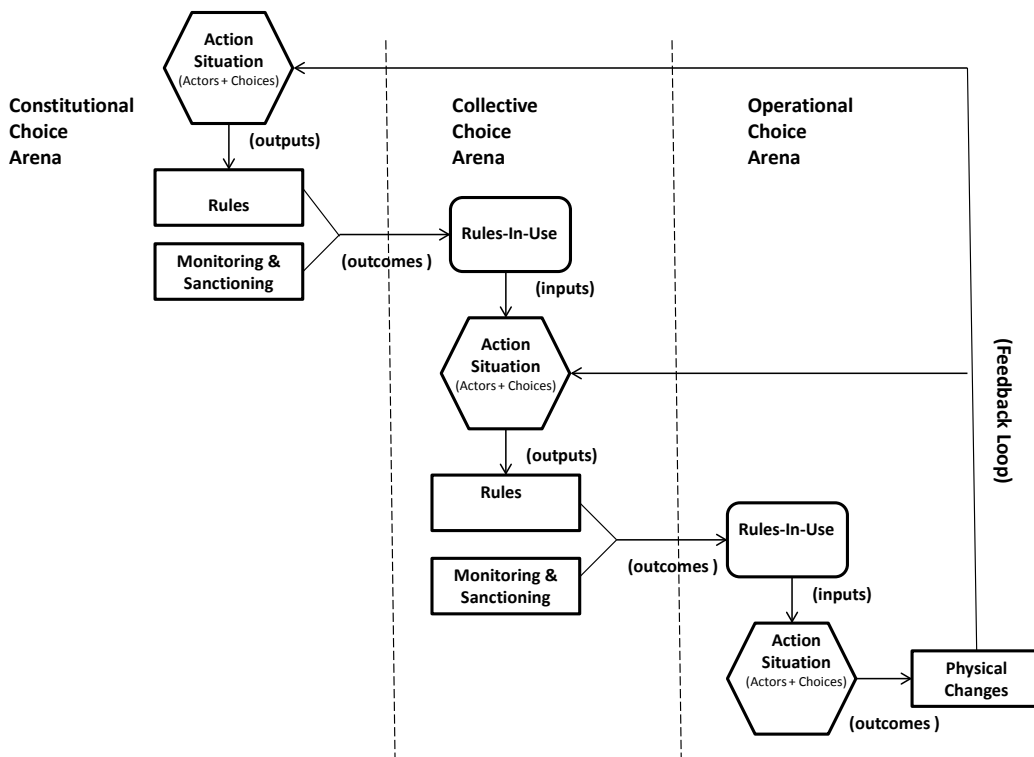 Action
Situation
(Actors + Choices)
Constitutional
Choice
Arena
Collective
Choice
Arena
Operational
Choice
Arena
(outputs)
Rules
Monitoring &
Sanctioning
(outcomes )
Rules-In-Use
(inputs)
Action
Situation
(Actors + Choices)
(Feedback Loop)
(outputs)
Rules
Monitoring &
Sanctioning
(outcomes )
Rules-In-Use
(inputs)
Action
Situation
(Actors + Choices)
Physical
Changes
(outcomes )